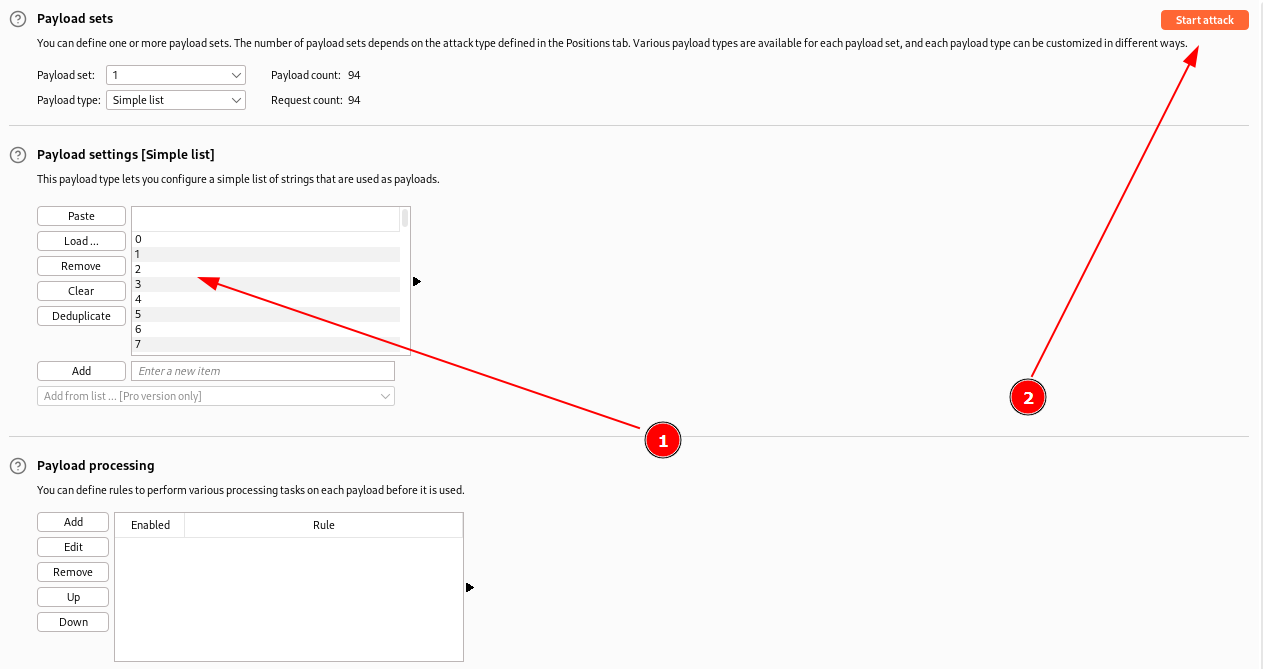 Payload sets
Start attack
You can define one or more payload sets. The number of payload sets depends on the attack type defined in the Positions tab. Various payload types are available for each payload set, and each payload type can be customized in different ways.
Payload set: 1 Payload count: 94
Payload type: Simple list Request count: 94
Payload settings [Simple list]
This payload type lets you configure a simple list of strings that are used as payloads.
Paste
Load ...
Remove
Clear
Deduplicate
0
1
2
3
4
5
6
7
Add Enter a new item
Add from list ... [Pro version only]
2
1
Payload processing
You can define rules to perform various processing tasks on each payload before it is used.
Add
Edit
Remove
Up
Down
Enabled Rule